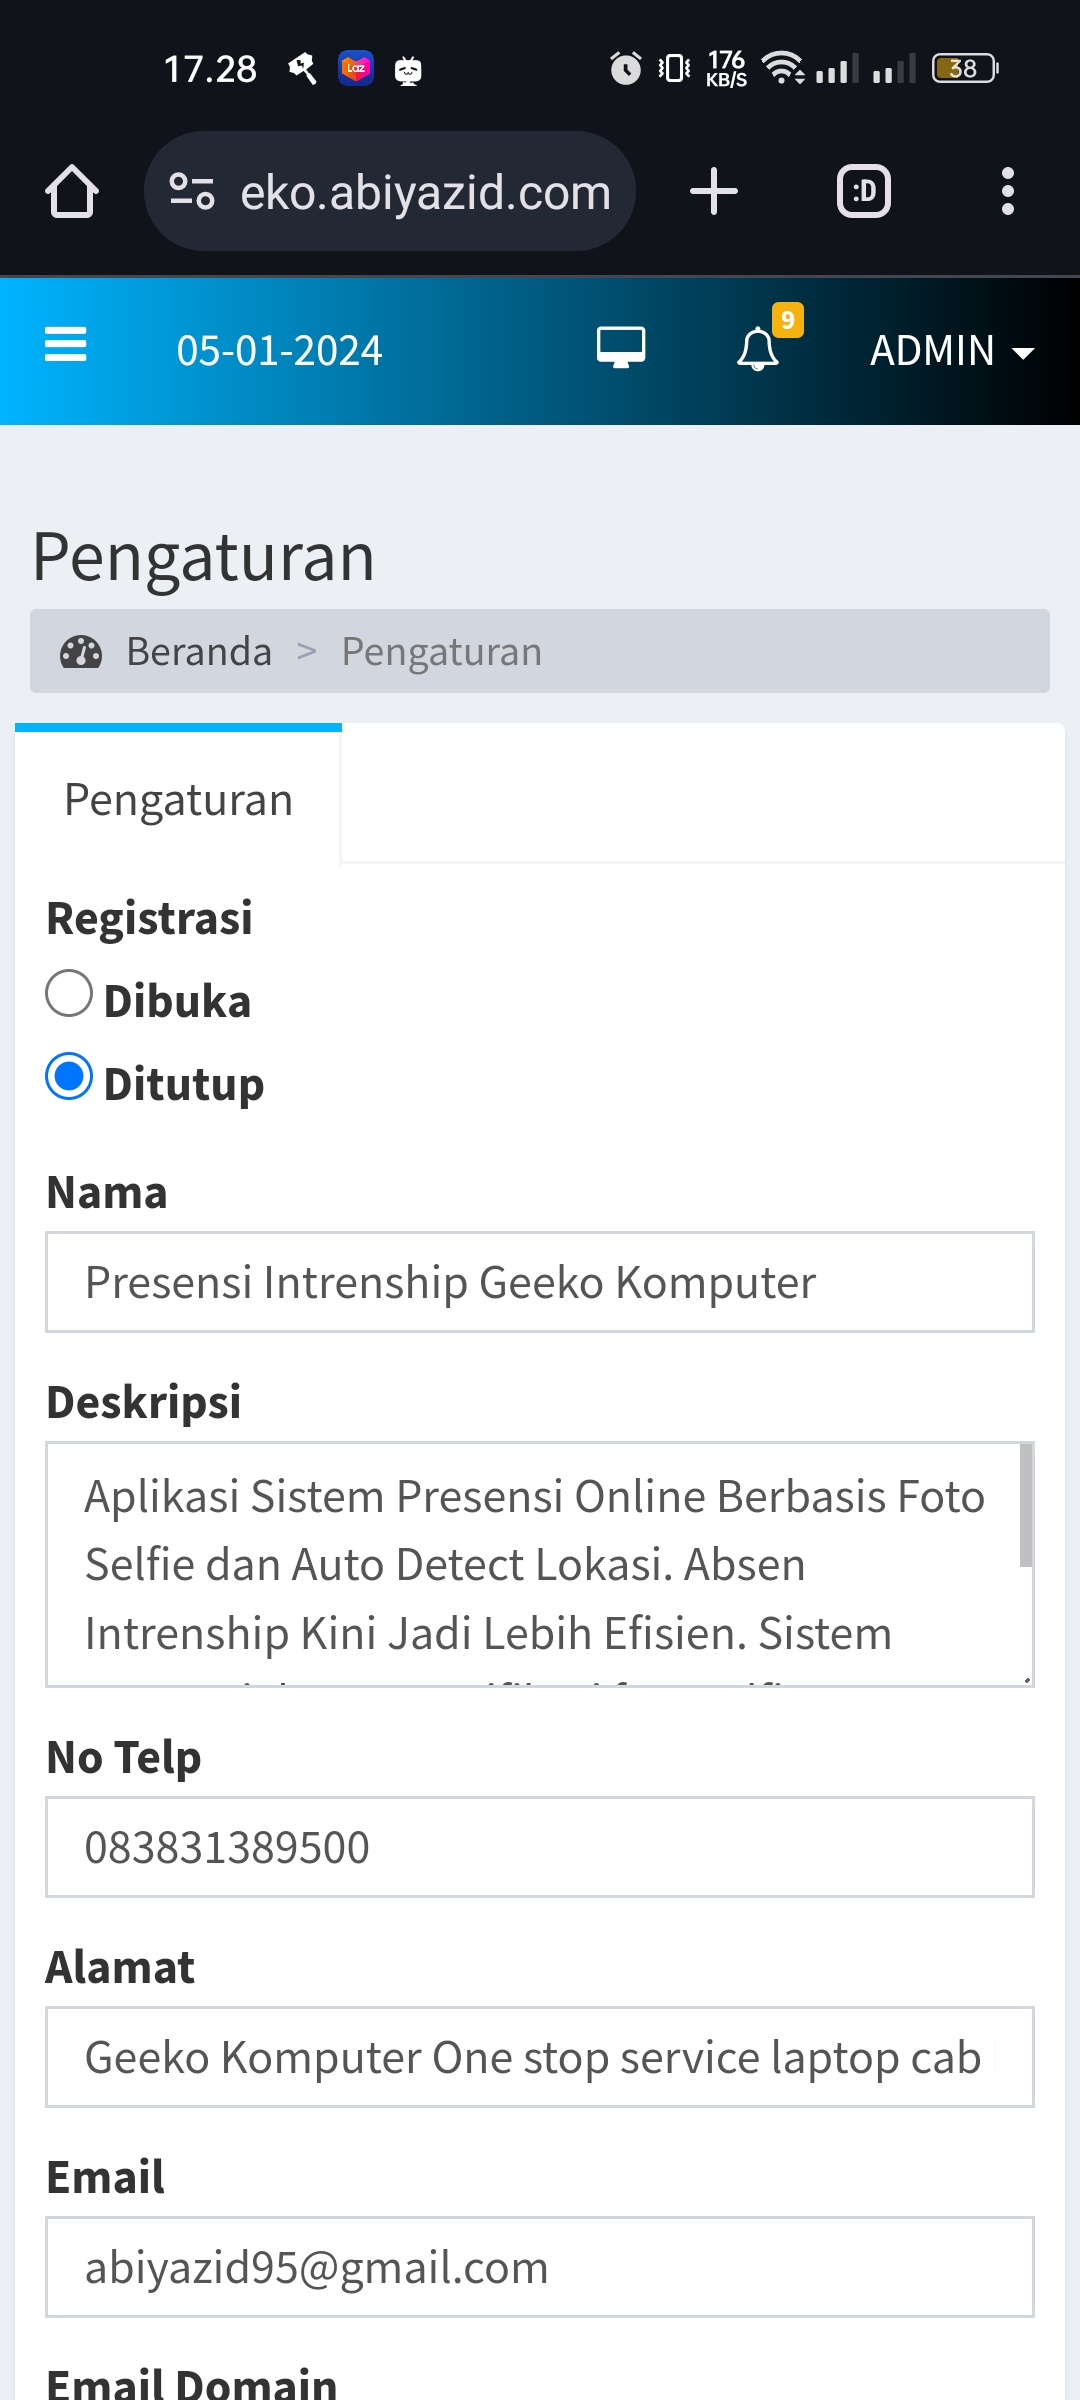 17.28
Laz
176
KB/S
38
eko.abiyazid.com
:D
05-01-2024
9
ADMIN
Pengaturan
Beranda > Pengaturan
Pengaturan
Registrasi
Dibuka
Ditutup
Nama
Presensi Intrenship Geeko Komputer
Deskripsi
Aplikasi Sistem Presensi Online Berbasis Foto
Selfie dan Auto Detect Lokasi. Absen
Intrenship Kini Jadi Lebih Efisien. Sistem
No Telp
083831389500
Alamat
Geeko Komputer One stop service laptop cab
Email
abiyazid95@gmail.com
Email Domain